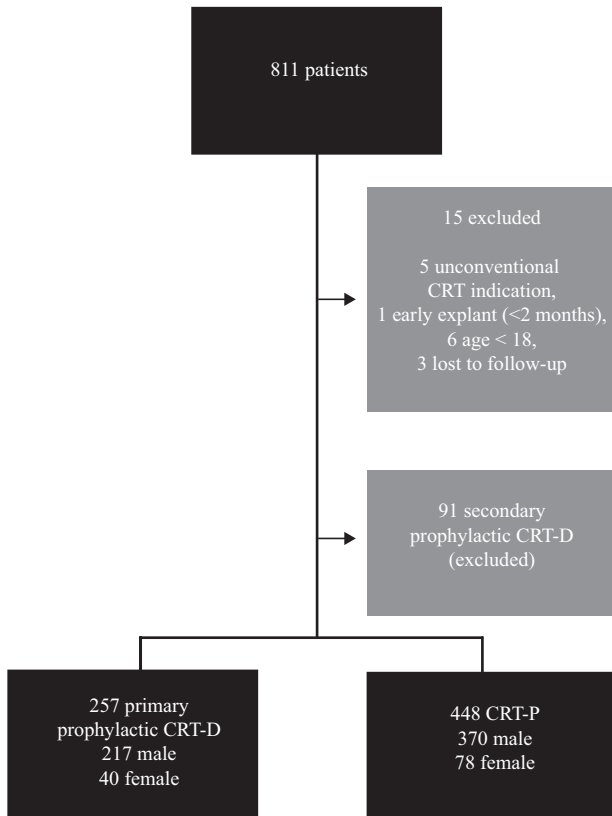 811 patients
15 excluded
5 unconventional
CRT indication,
1 early explant (<2 months),
6 age < 18,
3 lost to follow-up
91 secondary
prophylactic CRT-D
(excluded)
257 primary
prophylactic CRT-D
217 male
40 female
448 CRT-P
370 male
78 female